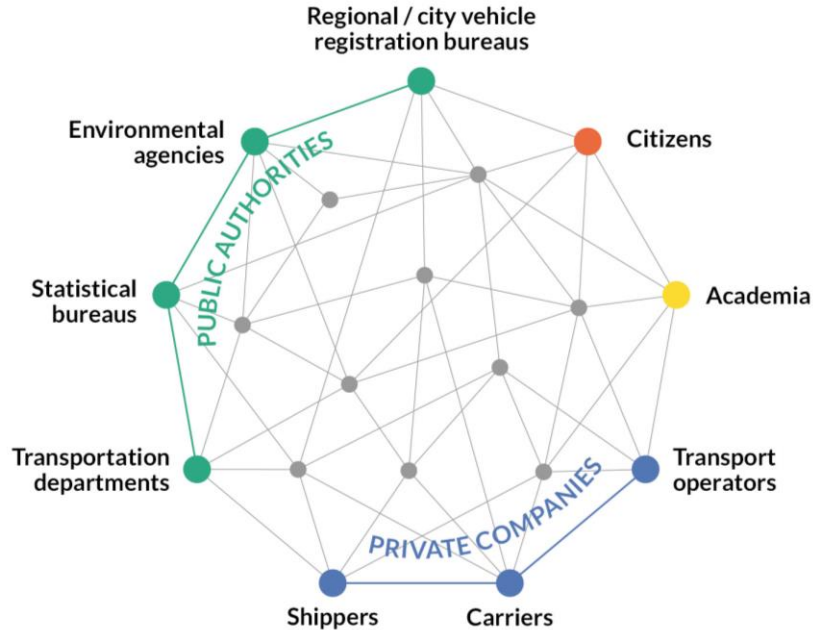 Regional / city vehicle
registration bureaus
Environmental
agencies
Citizens
PUBLIC AUTHORITIES
Statistical
bureaus
Academia
Transportation
departments
Transport
operators
PRIVATE COMPANIES
Shippers
Carriers